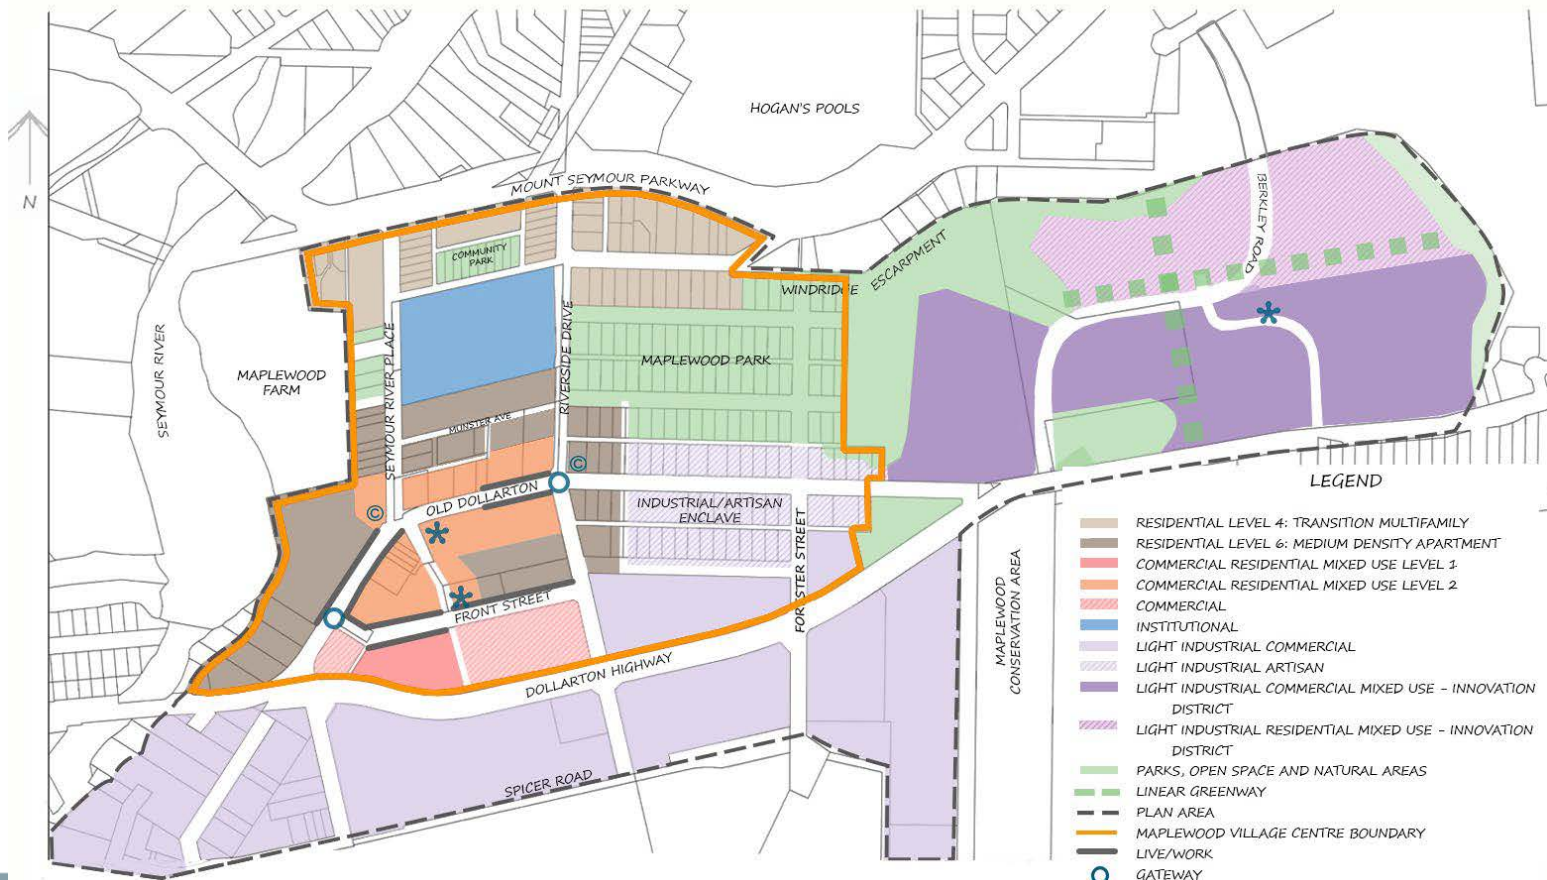 HOGAN'S POOLS
MOUNT SEYMOUR PARKWAY
N
BERKLEY ROAD
COMMUNITY
PARK
ESCARPMENT
WINDRIDGE
SEYMOUR RIVER
MAPLEWOOD
FARM
SEYMOUR RIVER PLACE
RIVERSIDE DRIVE
MAPLEWOOD PARK
MUNSTER AVE
©
©
OLD DOLLARTON
INDUSTRIAL/ARTISAN
ENCLAVE
FORESTER STREET
FRONT STREET
MAPLEWOOD
CONSERVATION AREA
DOLLARTON HIGHWAY
SPICER ROAD
LEGEND
RESIDENTIAL LEVEL 4: TRANSITION MULTIFAMILY
RESIDENTIAL LEVEL 6: MEDIUM DENSITY APARTMENT
COMMERCIAL RESIDENTIAL MIXED USE LEVEL 1
COMMERCIAL RESIDENTIAL MIXED USE LEVEL 2
COMMERCIAL
INSTITUTIONAL
LIGHT INDUSTRIAL COMMERCIAL
LIGHT INDUSTRIAL ARTISAN
LIGHT INDUSTRIAL COMMERCIAL MIXED USE - INNOVATION
DISTRICT
LIGHT INDUSTRIAL RESIDENTIAL MIXED USE - INNOVATION
DISTRICT
PARKS, OPEN SPACE AND NATURAL AREAS
LINEAR GREENWAY
PLAN AREA
MAPLEWOOD VILLAGE CENTRE BOUNDARY
LIVE/WORK
GATEWAY